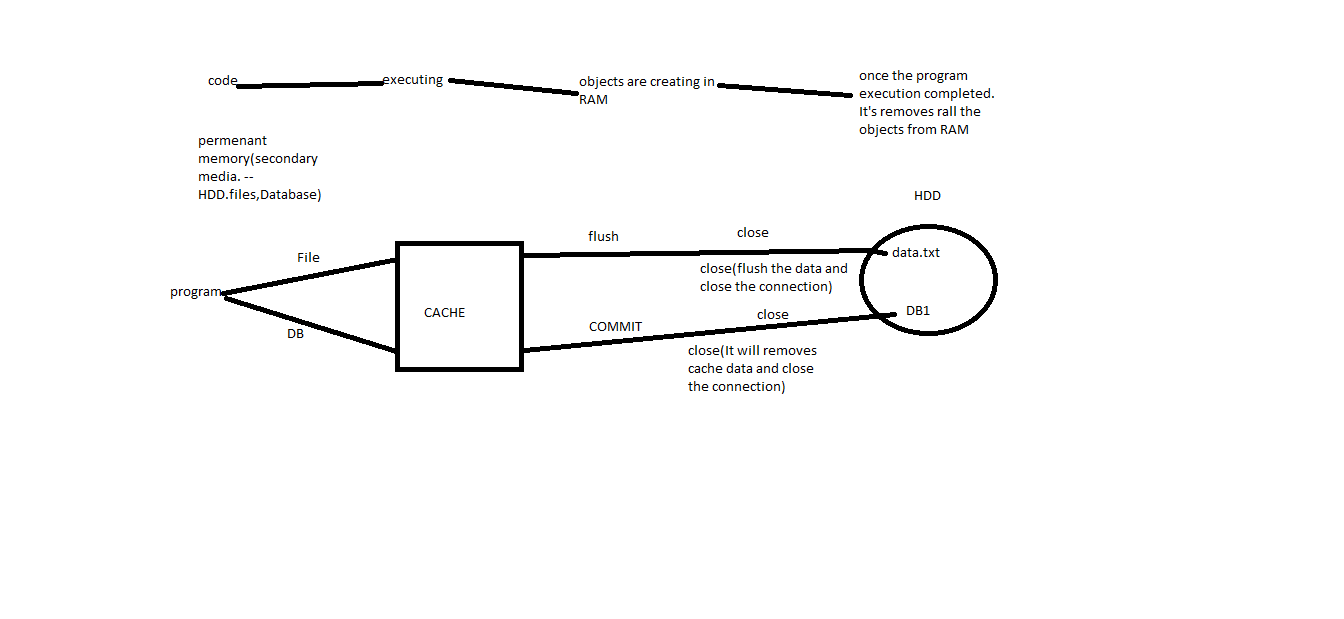 code
executing
objects are creating in
RAM
once the program
execution completed.
It's removes rall the
objects from RAM
permenant
memory(secondary
media. --
HDD.files,Database)
HDD
flush
close
File
data.txt
close(flush the data and
close the connection)
program
CACHE
DB1
close
COMMIT
DB
close(It will removes
cache data and close
the connection)